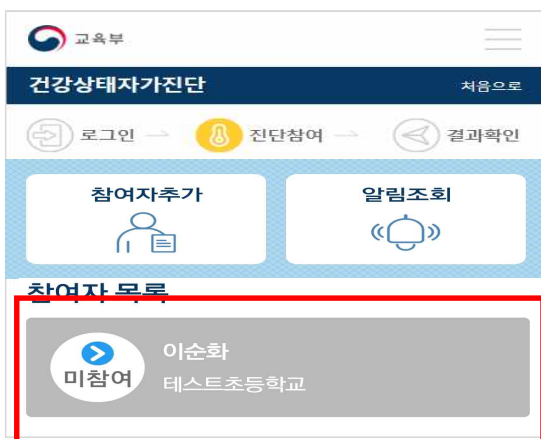 교육부
건강상태자가진단 처음으로
로그인 진단참여 결과확인
참여자추가 알림조회
참여자 목록
미참여 이순화
테스트초등학교